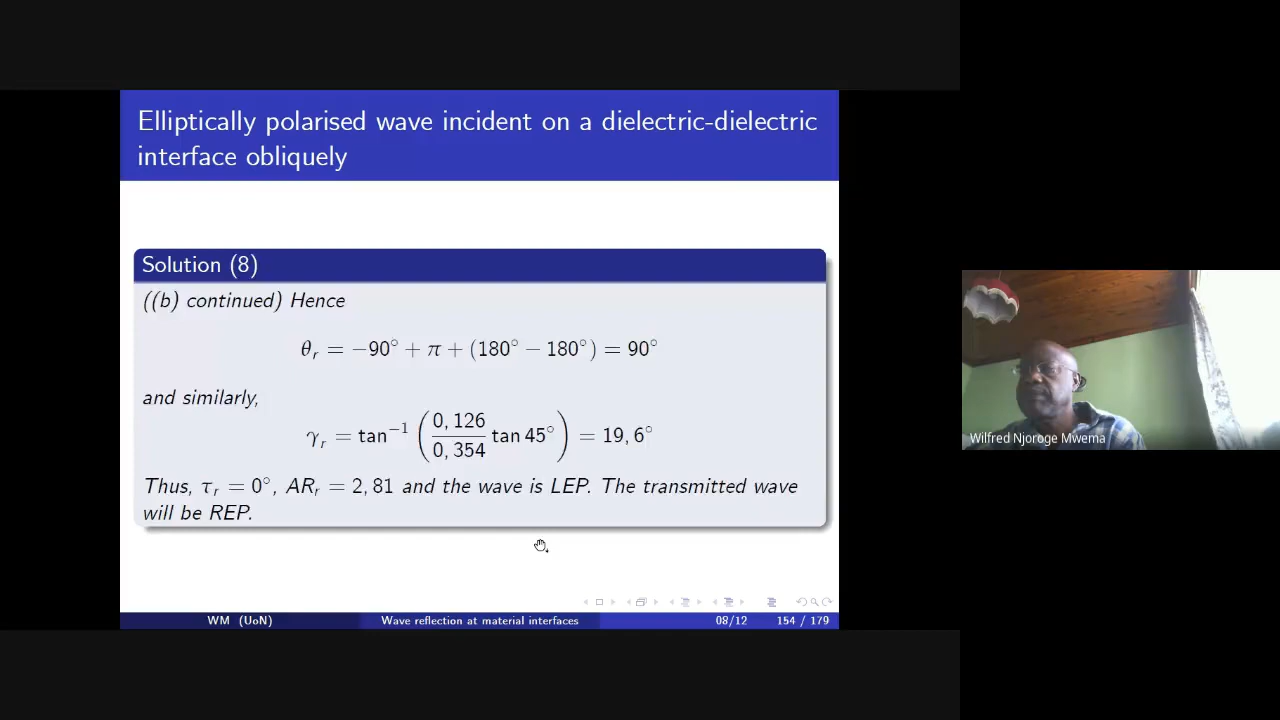 Elliptically polarised wave incident on a dielectric-dielectric
interface obliquely
Solution (8)
((b) continued) Hence
θ_r = −90° + π + (180° − 180°) = 90°
and similarly,
γ_r = tan⁻¹ (0, 126 / 0, 354 tan 45°) = 19, 6°
Thus, τ_r = 0°, AR_r = 2, 81 and the wave is LEP. The transmitted wave
will be REP.
WM (UoN) Wave reflection at material interfaces 08/12 154 / 179
Wilfred Njoroge Mwema